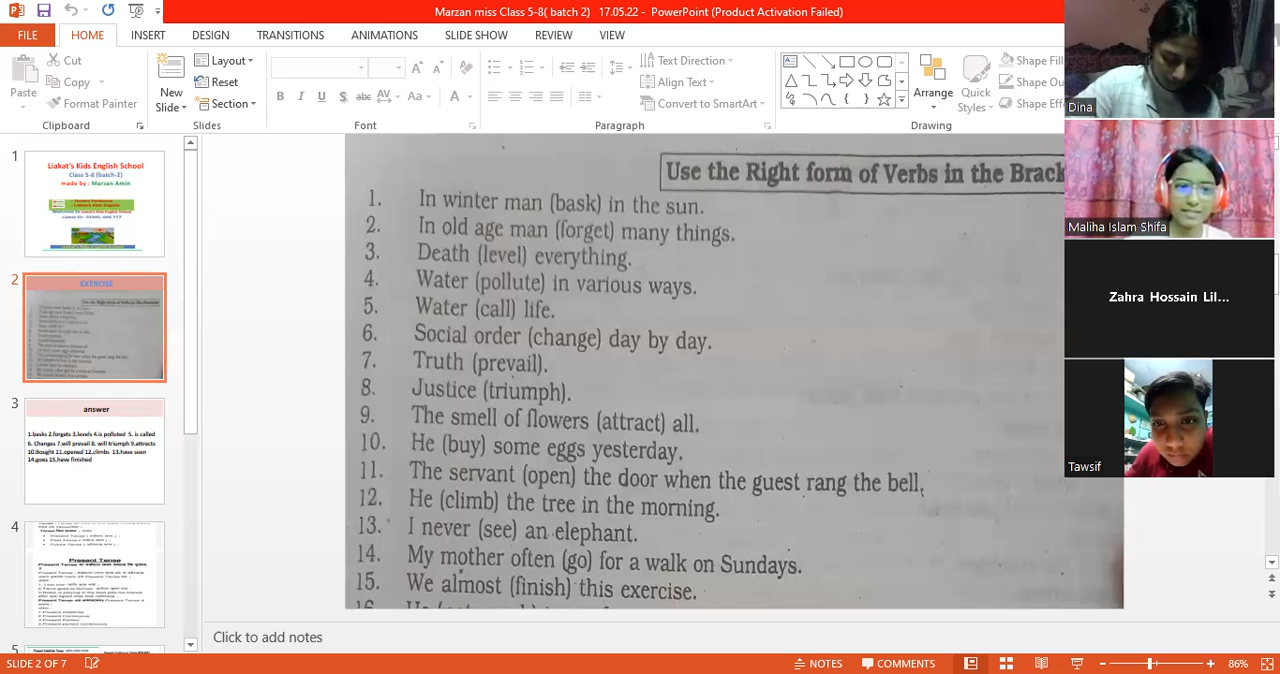 Marzan miss Class 5-8( batch 2) 17.05.22 - PowerPoint (Product Activation Failed)
FILE HOME INSERT DESIGN TRANSITIONS ANIMATIONS SLIDE SHOW REVIEW VIEW
Paste
Cut
Copy
Format Painter
Clipboard
New Slide
Layout
Reset
Section
Slides
B I U S abc AV Aa A
Font
Text Direction
Align Text
Convert to SmartArt
Paragraph
Arrange
Quick Styles
Shape Fill
Shape Ou
Shape Eff
Drawing
1
Liakat's Kids English School
Class 5-8 (batch-2)
made by : Marzan Amin
2
EXERCISE
3
answer
1.basks 2.forgets 3.levels 4.is polluted 5. is called
6. Changes 7.will prevail 8. will triumph 9.attracts
10.Bought 11.opened 12.climbs 13.have seen
14.goes 15.have finished
4
Present Tense
5
Use the Right form of Verbs in the Brack
1. In winter man (bask) in the sun.
2. In old age man (forget) many things.
3. Death (level) everything.
4. Water (pollute) in various ways.
5. Water (call) life.
6. Social order (change) day by day.
7. Truth (prevail).
8. Justice (triumph).
9. The smell of flowers (attract) all.
10. He (buy) some eggs yesterday.
11. The servant (open) the door when the guest rang the bell.
12. He (climb) the tree in the morning.
13. I never (see) an elephant.
14. My mother often (go) for a walk on Sundays.
15. We almost (finish) this exercise.
Dina
Maliha Islam Shifa
Zahra Hossain Lil...
Tawsif
Click to add notes
SLIDE 2 OF 7 NOTES COMMENTS 86%